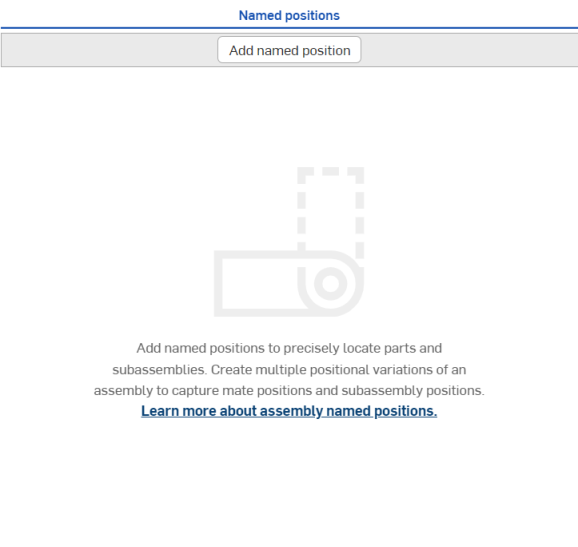 Named positions
Add named position
Add named positions to precisely locate parts and
subassemblies. Create multiple positional variations of an
assembly to capture mate positions and subassembly positions.
Learn more about assembly named positions.